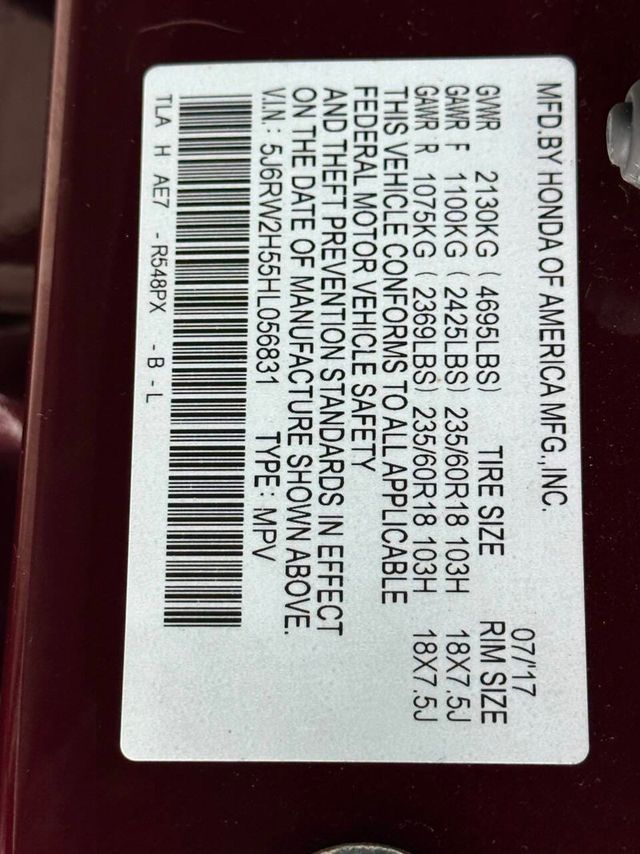 MFD.BY HONDA OF AMERICA MFG.,INC. 07/'17
GVWR 2130KG ( 4695LBS) TIRE SIZE RIM SIZE
GAWR F 1100KG ( 2425LBS) 235/60R18 103H 18X7.5J
GAWR R 1075KG ( 2369LBS) 235/60R18 103H 18X7.5J
THIS VEHICLE CONFORMS TO ALL APPLICABLE
FEDERAL MOTOR VEHICLE SAFETY
AND THEFT PREVENTION STANDARDS IN EFFECT
ON THE DATE OF MANUFACTURE SHOWN ABOVE.
V.I.N : 5J6RW2H55HL056831 TYPE : MPV
TLA H AE7 -R548PX -B-L